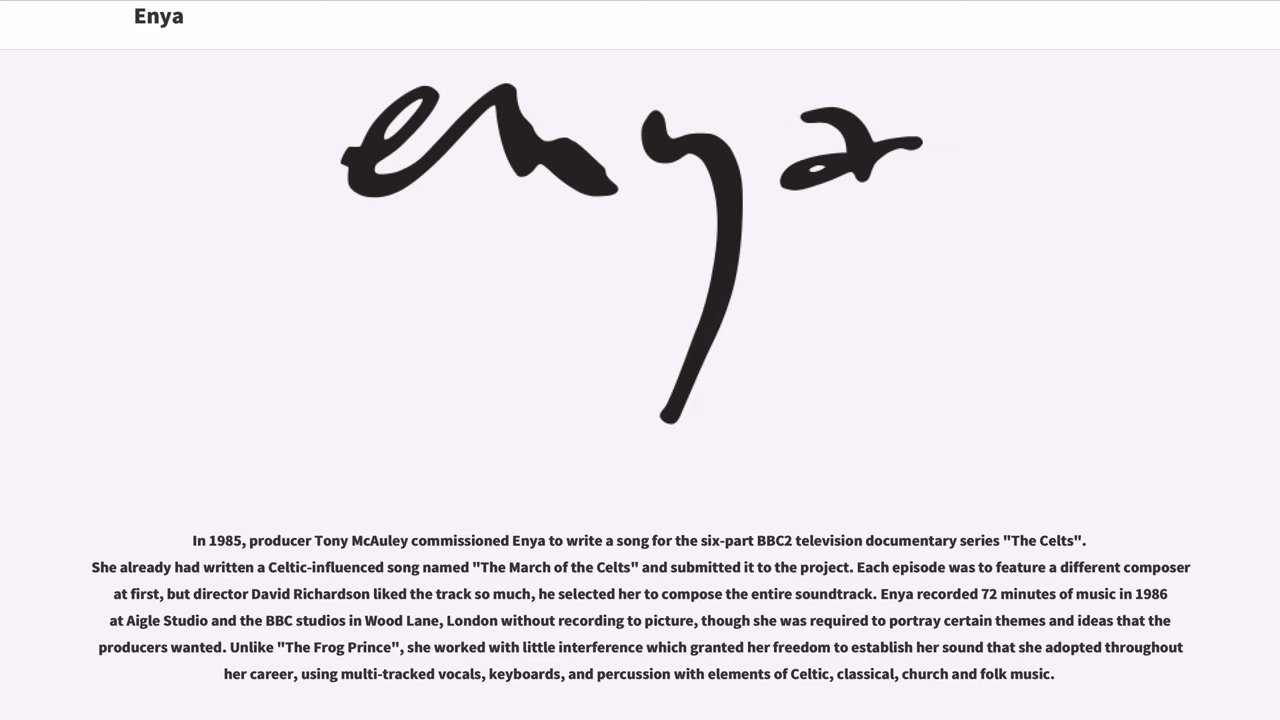 Enya
enya
In 1985, producer Tony McAuley commissioned Enya to write a song for the six-part BBC2 television documentary series "The Celts".
She already had written a Celtic-influenced song named "The March of the Celts" and submitted it to the project. Each episode was to feature a different composer
at first, but director David Richardson liked the track so much, he selected her to compose the entire soundtrack. Enya recorded 72 minutes of music in 1986
at Aigle Studio and the BBC studios in Wood Lane, London without recording to picture, though she was required to portray certain themes and ideas that the
producers wanted. Unlike "The Frog Prince", she worked with little interference which granted her freedom to establish her sound that she adopted throughout
her career, using multi-tracked vocals, keyboards, and percussion with elements of Celtic, classical, church and folk music.